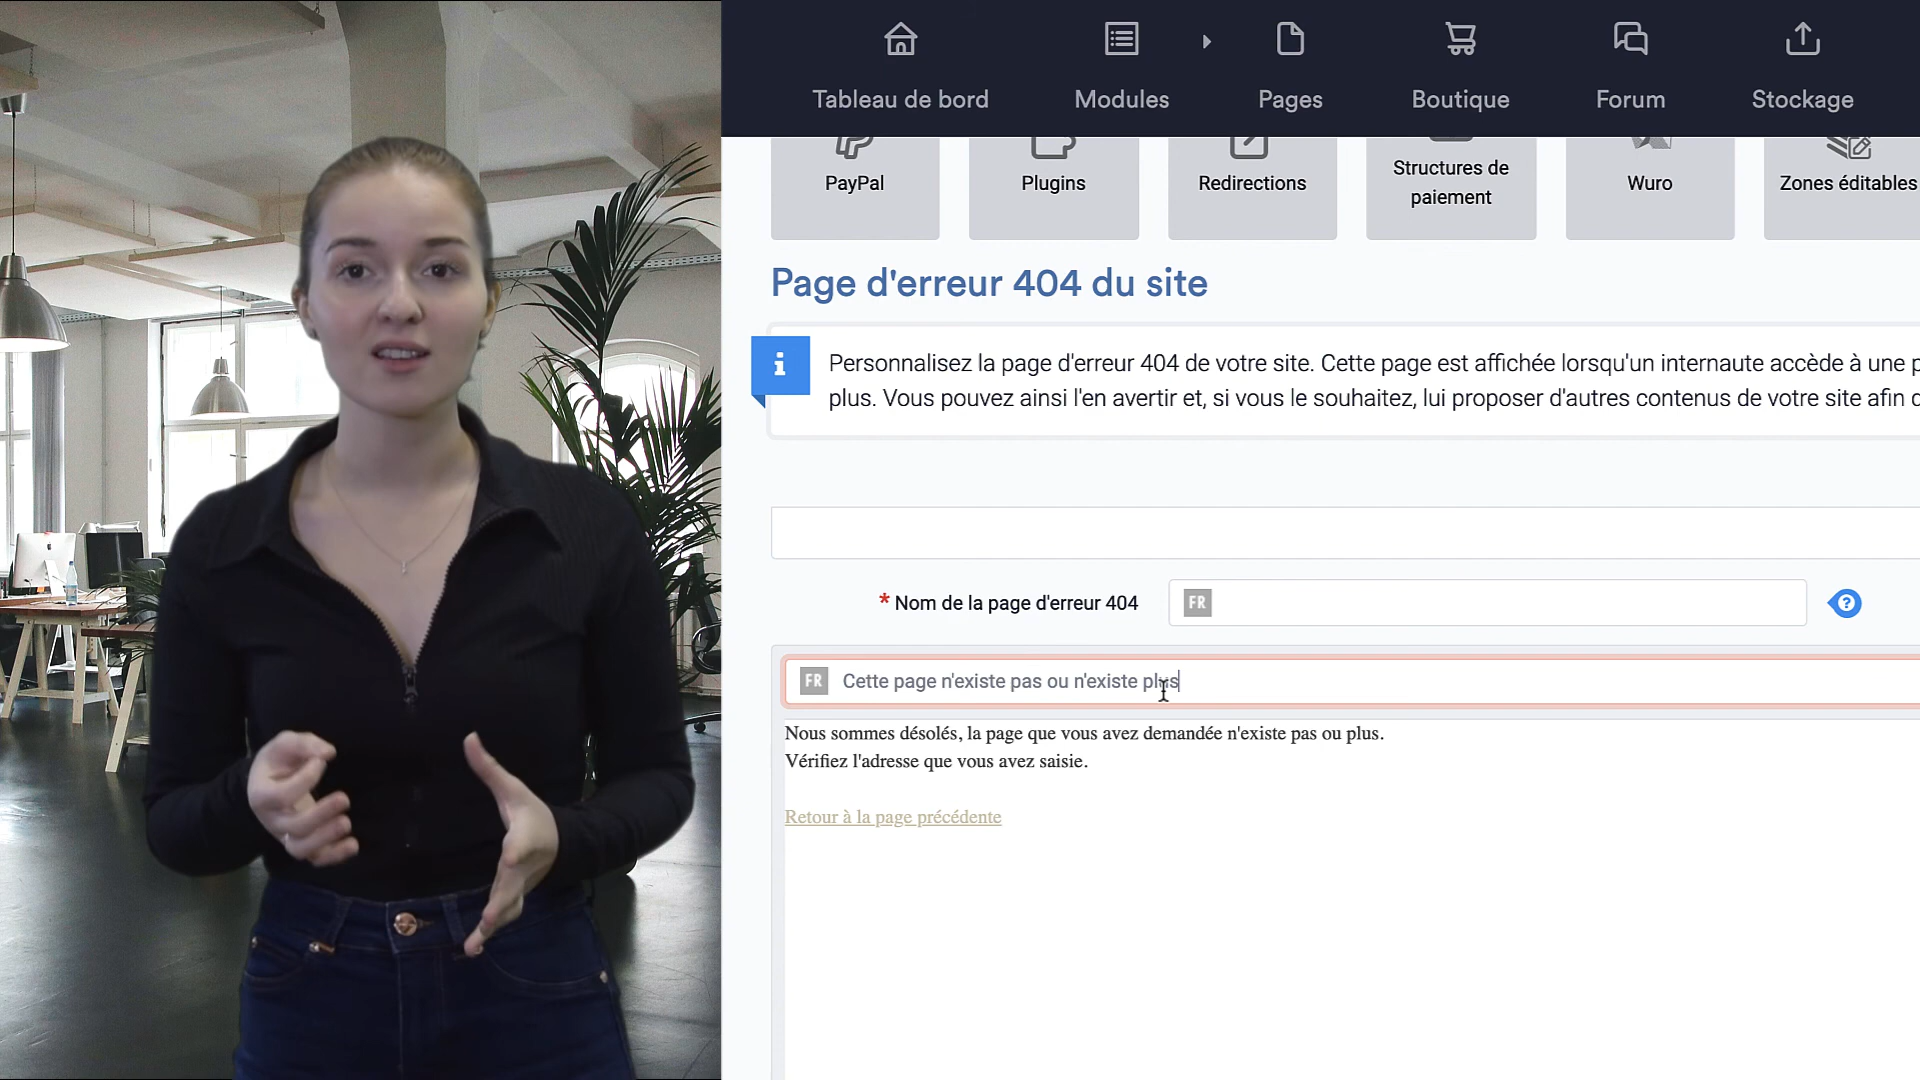 Tableau de bord
Modules
Pages
Boutique
Forum
Stockage
PayPal
Plugins
Redirections
Structures de
paiement
Wuro
Zones éditables
Page d'erreur 404 du site
Personnalisez la page d'erreur 404 de votre site. Cette page est affichée lorsqu'un internaute accède à une
plus. Vous pouvez ainsi l'en avertir et, si vous le souhaitez, lui proposer d'autres contenus de votre site afin
* Nom de la page d'erreur 404
FR
FR Cette page n'existe pas ou n'existe plus
Nous sommes désolés, la page que vous avez demandée n'existe pas ou plus.
Vérifiez l'adresse que vous avez saisie.
Retour à la page précédente